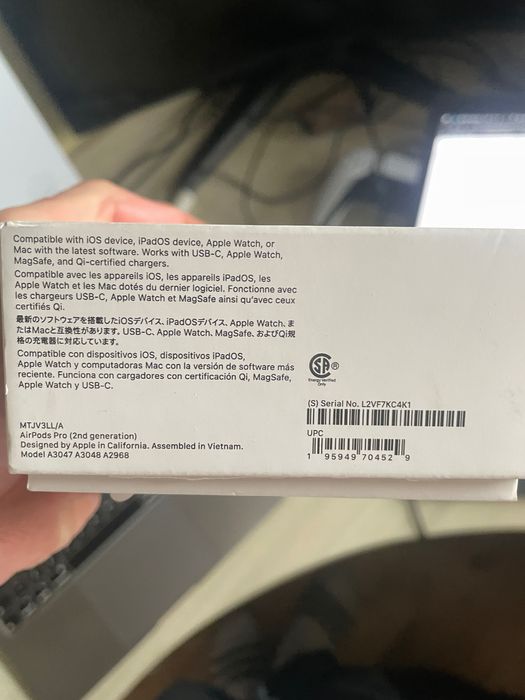 Compatible with iOS device, iPadOS device, Apple Watch, or
Mac with the latest software. Works with USB-C, Apple Watch,
MagSafe, and Qi-certified chargers.
Compatible avec les appareils iOS, les appareils iPadOS, les
Apple Watch et les Mac dotés du dernier logiciel. Fonctionne avec
les chargeurs USB-C, Apple Watch et MagSafe ainsi qu'avec ceux
certifiés Qi.
最新のソフトウェアを搭載したiOSデバイス、iPadOSデバイス、Apple Watch、ま
たはMacと互換性があります。USB-C、Apple Watch、MagSafe、およびQi規
格の充電器に対応しています。
Compatible con dispositivos iOS, dispositivos iPadOS,
Apple Watch y computadoras Mac con la versión de software más
reciente. Funciona con cargadores con certificación Qi, MagSafe,
Apple Watch y USB-C.
MTJV3LL/A
AirPods Pro (2nd generation)
Designed by Apple in California. Assembled in Vietnam.
Model A3047 A3048 A2968
SP®
Energy Verified
Only
(S) Serial No. L2VF7KC4K1
UPC
1 95949 70452 9